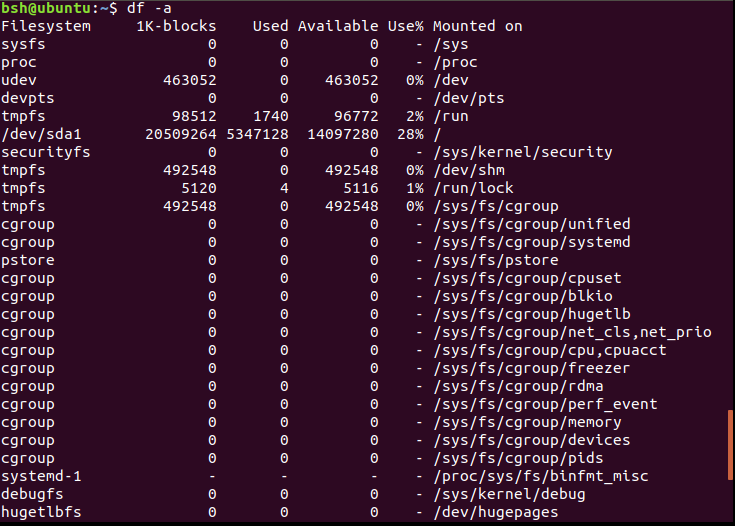 bsh@ubuntu:~$ df -a
Filesystem     1K-blocks    Used Available Use% Mounted on
sysfs                  0       0         0    - /sys
proc                   0       0         0    - /proc
udev              463052       0    463052   0% /dev
devpts                 0       0         0    - /dev/pts
tmpfs              98512    1740     96772   2% /run
/dev/sda1       20509264 5347128  14097280  28% /
securityfs             0       0         0    - /sys/kernel/security
tmpfs             492548       0    492548   0% /dev/shm
tmpfs               5120       4      5116   1% /run/lock
tmpfs             492548       0    492548   0% /sys/fs/cgroup
cgroup                 0       0         0    - /sys/fs/cgroup/unified
cgroup                 0       0         0    - /sys/fs/cgroup/systemd
pstore                 0       0         0    - /sys/fs/pstore
cgroup                 0       0         0    - /sys/fs/cgroup/cpuset
cgroup                 0       0         0    - /sys/fs/cgroup/blkio
cgroup                 0       0         0    - /sys/fs/cgroup/hugetlb
cgroup                 0       0         0    - /sys/fs/cgroup/net_cls,net_prio
cgroup                 0       0         0    - /sys/fs/cgroup/cpu,cpuacct
cgroup                 0       0         0    - /sys/fs/cgroup/freezer
cgroup                 0       0         0    - /sys/fs/cgroup/rdma
cgroup                 0       0         0    - /sys/fs/cgroup/perf_event
cgroup                 0       0         0    - /sys/fs/cgroup/memory
cgroup                 0       0         0    - /sys/fs/cgroup/devices
cgroup                 0       0         0    - /sys/fs/cgroup/pids
systemd-1              -       -         -    - /proc/sys/fs/binfmt_misc
debugfs                0       0         0    - /sys/kernel/debug
hugetlbfs              0       0         0    - /dev/hugepages